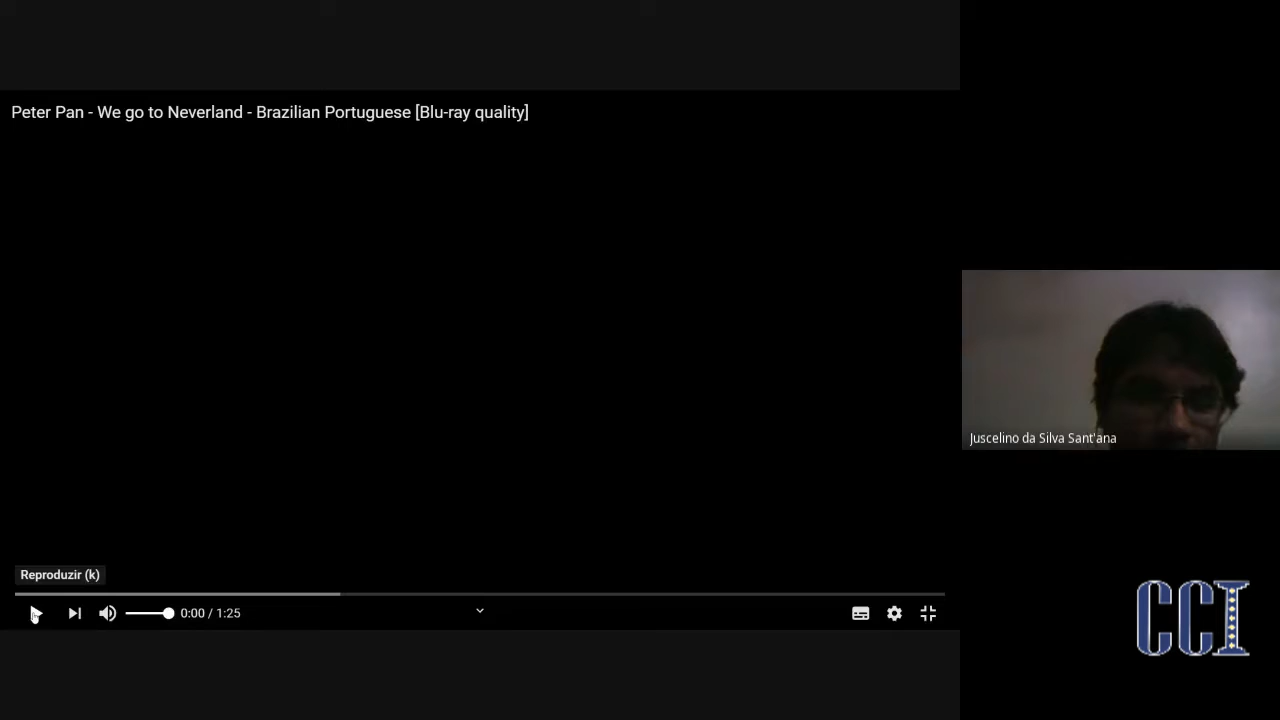 Peter Pan - We go to Neverland - Brazilian Portuguese [Blu-ray quality]
Juscelino da Silva Sant'ana
Reproduzir (k)
0:00 / 1:25
CCI